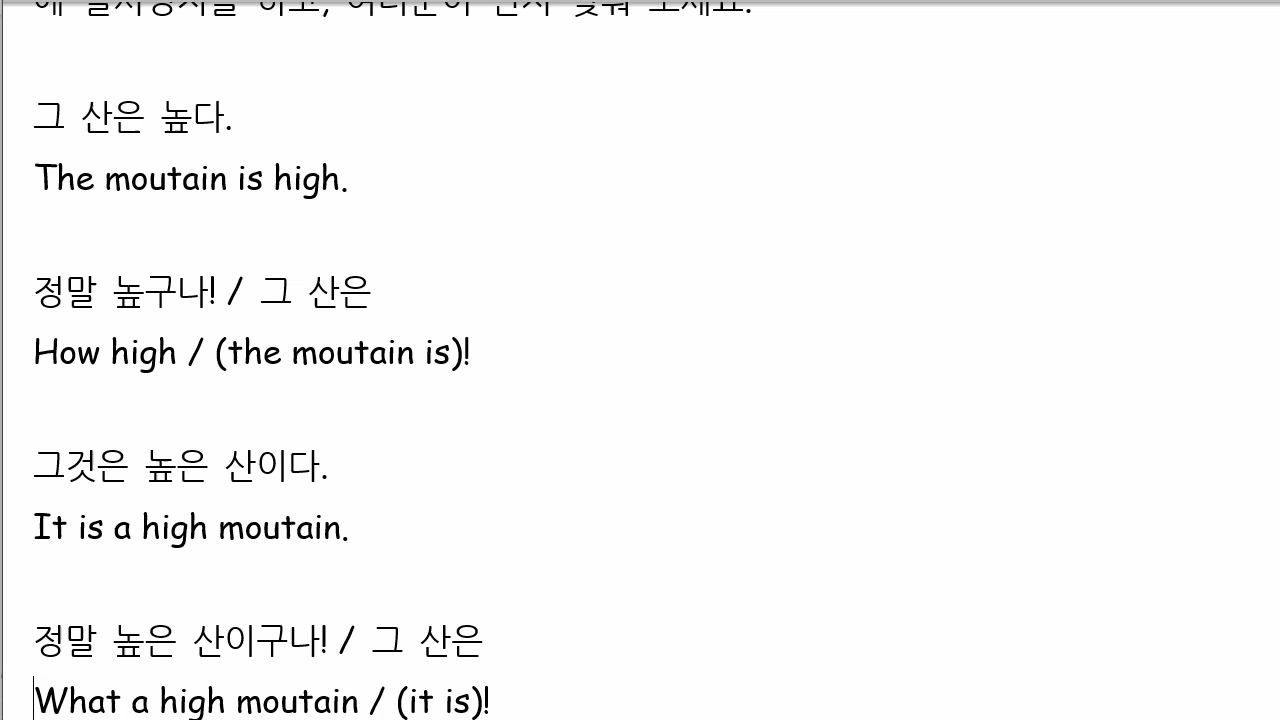 그 산은 높다.
The moutain is high.
정말 높구나! / 그 산은
How high / (the moutain is)!
그것은 높은 산이다.
It is a high moutain.
정말 높은 산이구나! / 그 산은
What a high moutain / (it is)!